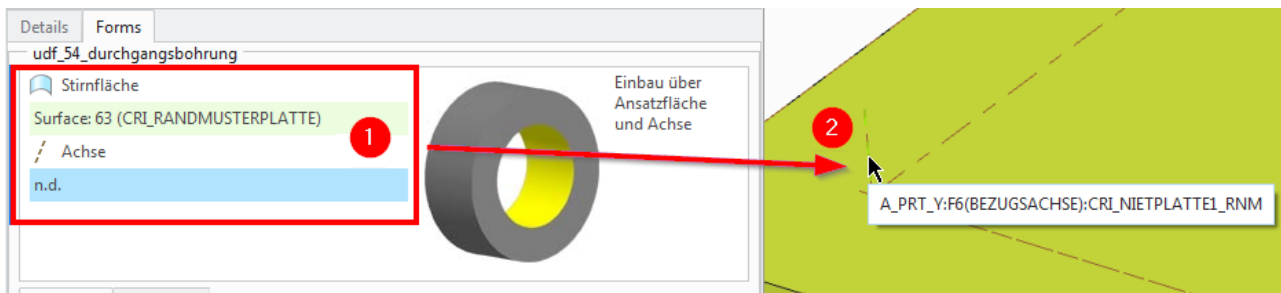 Details Forms
udf_54_durchgangsbohrung
Stirnfläche
Surface: 63 (CRI_RANDMUSTERPLATTE)
1
Achse
n.d.
Einbau über
Ansatzfläche
und Achse
2
A_PRT_Y:F6(BEZUGSACHSE):CRI_NIETPLATTE1_RNM